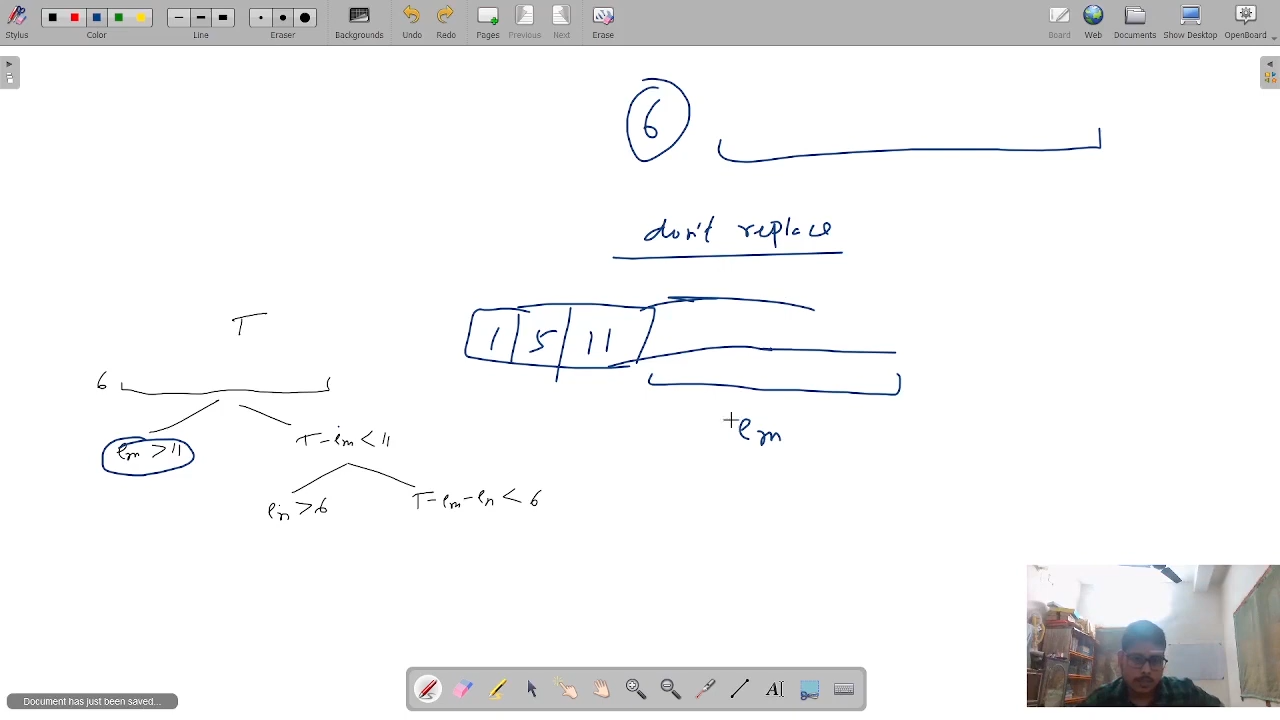 Stylus Color Line Eraser Backgrounds Undo Redo Pages Previous Next Erase Board Web Documents Show Desktop OpenBoard
6
don't replace
1 5 11
T
6
em > 11 T-em < 11
+em
en > 6 T-em-en < 6
Document has just been saved...